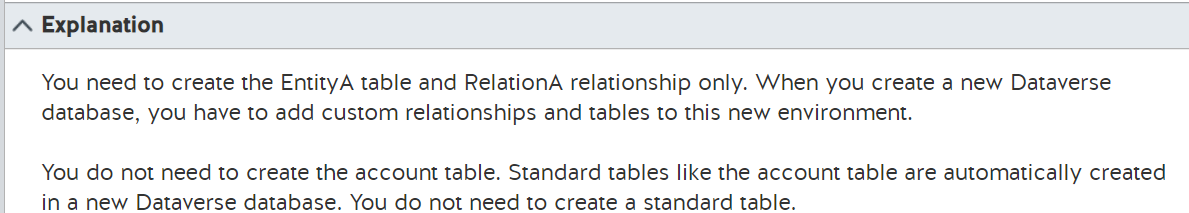 Explanation
You need to create the EntityA table and RelationA relationship only. When you create a new Dataverse
database, you have to add custom relationships and tables to this new environment.
You do not need to create the account table. Standard tables like the account table are automatically created
in a new Dataverse database. You do not need to create a standard table.